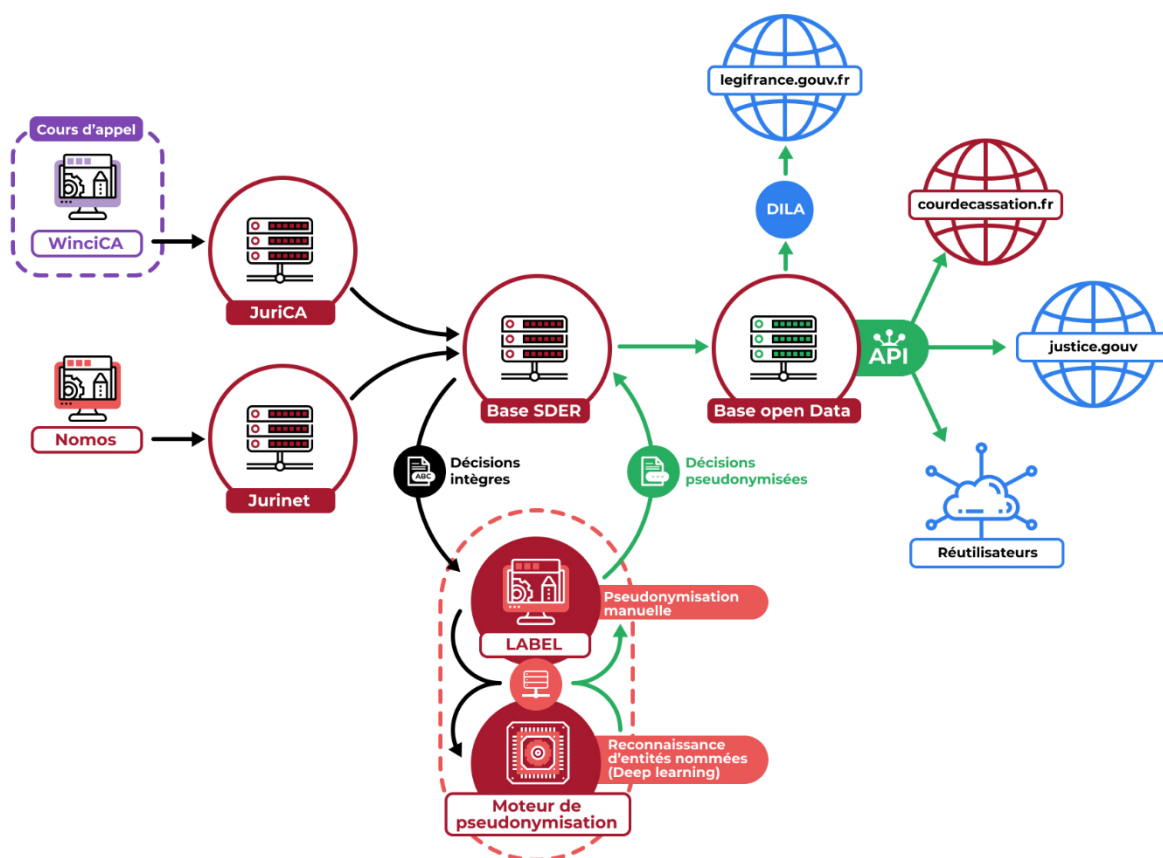 legifrance.gouv.fr
Cours d'appel
WinciCA
JuriCA
DILA
courdecassation.fr
Nomos
Jurinet
Base SDER
Base open Data
API
justice.gouv
Décisions
intègres
ABC
Décisions
pseudonymisées
Réutilisateurs
LABEL
Pseudonymisation
manuelle
Reconnaissance
d'entités nommées
(Deep learning)
Moteur de
pseudonymisation